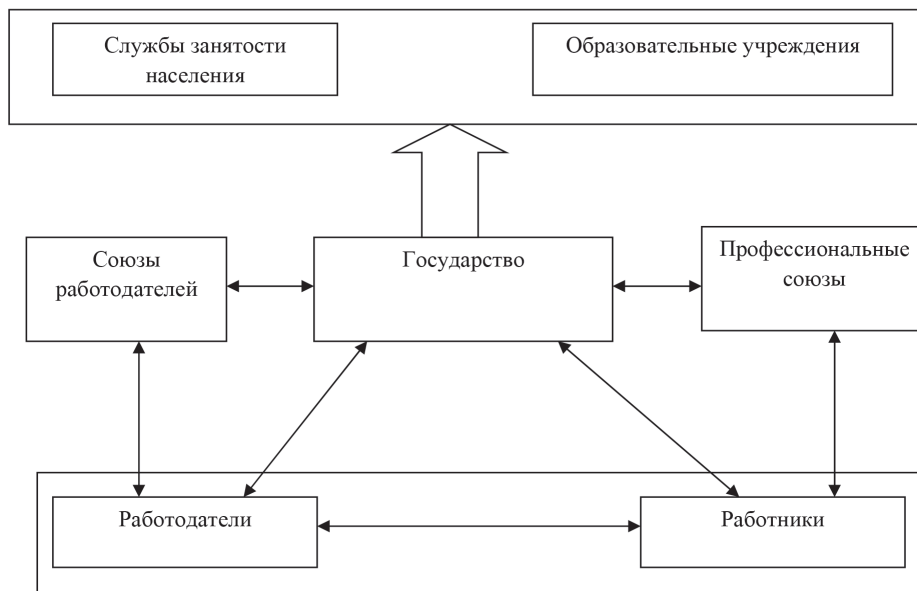 Службы занятости
населения
Образовательные учреждения
Союзы
работодателей
Государство
Профессиональные
союзы
Работодатели
Работники